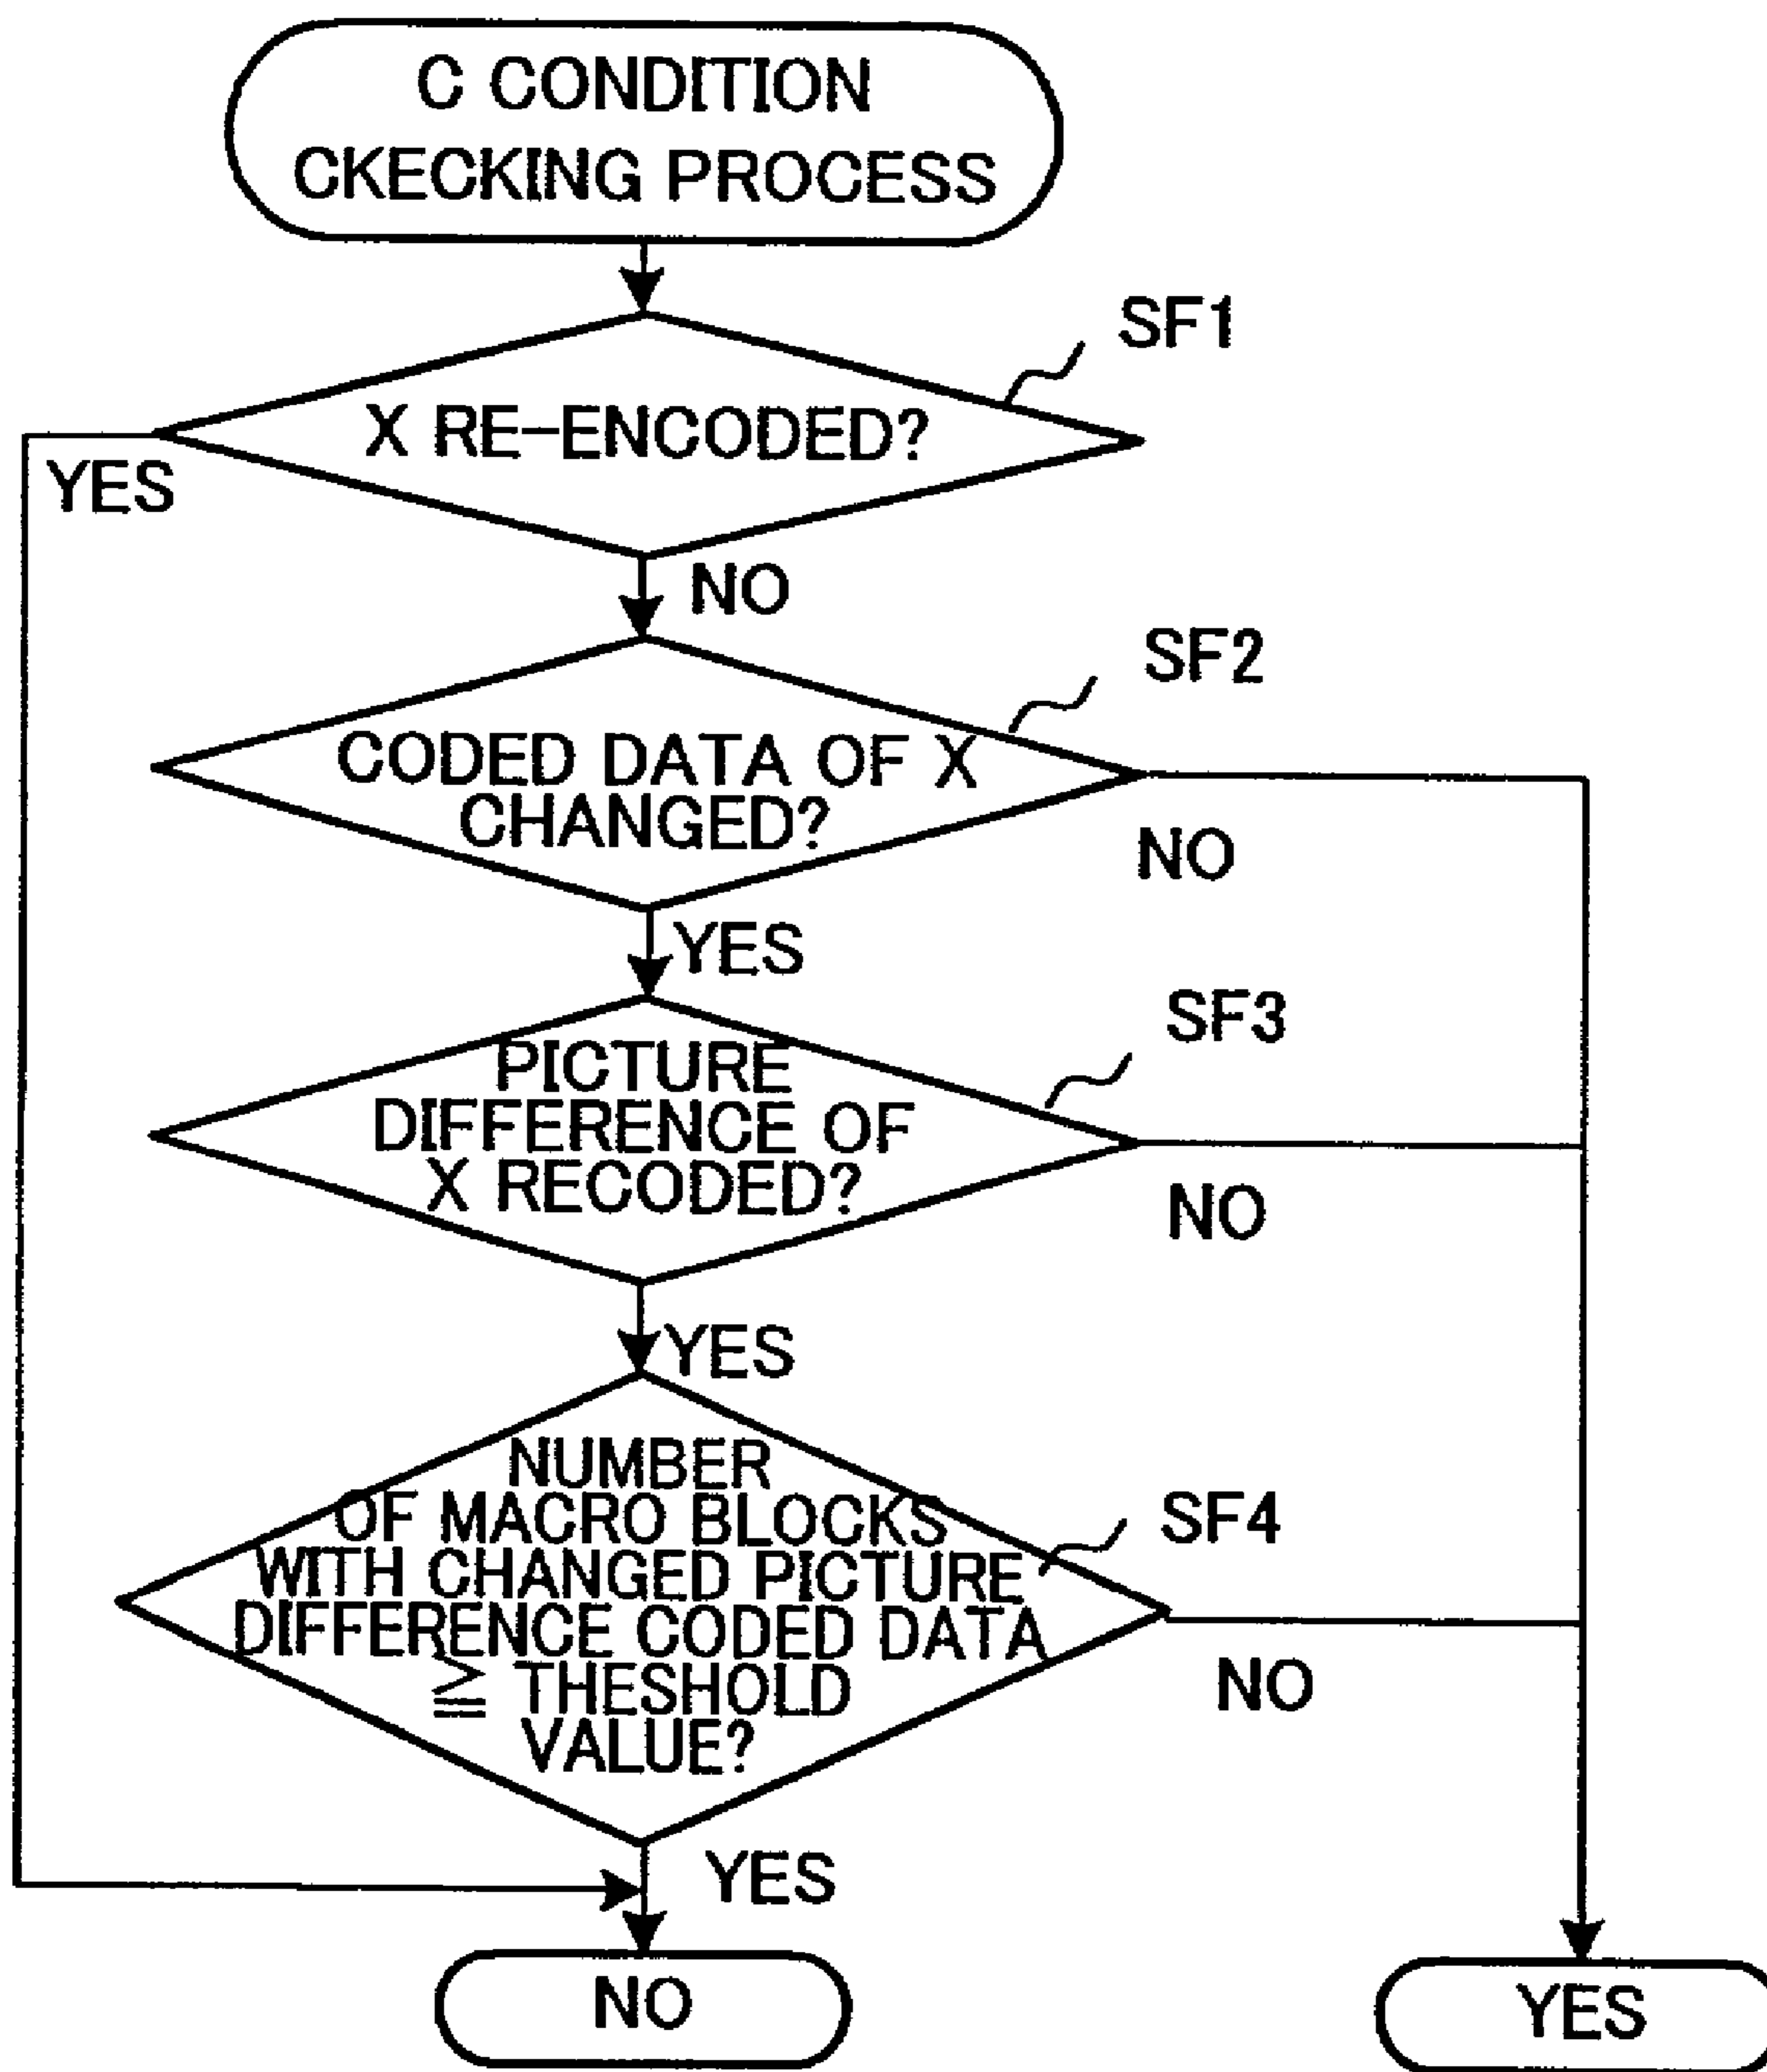 C CONDITION
CKECKING PROCESS
SF1
X RE-ENCODED?
YES
NO
SF2
CODED DATA OF X
CHANGED?
NO
YES
SF3
PICTURE
DIFFERENCE OF
X RECODED?
NO
YES
NUMBER
OF MACRO BLOCKS
WITH CHANGED PICTURE
DIFFERENCE CODED DATA
≧ THESHOLD
VALUE?
SF4
NO
YES
NO
YES